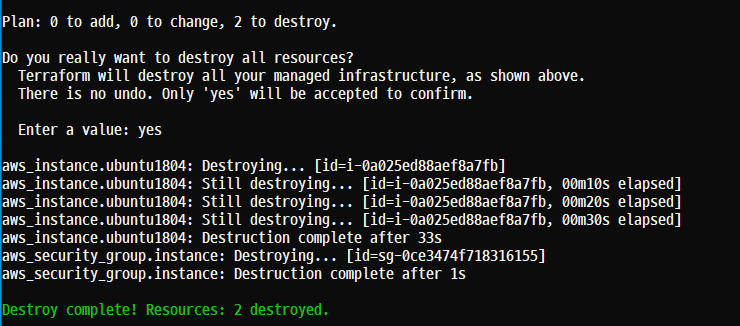 Plan: 0 to add, 0 to change, 2 to destroy.
Do you really want to destroy all resources?
Terraform will destroy all your managed infrastructure, as shown above.
There is no undo. Only 'yes' will be accepted to confirm.
Enter a value: yes
aws_instance.ubuntu1804: Destroying... [id=i-0a025ed88aef8a7fb]
aws_instance.ubuntu1804: Still destroying... [id=i-0a025ed88aef8a7fb, 00m10s elapsed]
aws_instance.ubuntu1804: Still destroying... [id=i-0a025ed88aef8a7fb, 00m20s elapsed]
aws_instance.ubuntu1804: Still destroying... [id=i-0a025ed88aef8a7fb, 00m30s elapsed]
aws_instance.ubuntu1804: Destruction complete after 33s
aws_security_group.instance: Destroying... [id=sg-0ce3474f718316155]
aws_security_group.instance: Destruction complete after 1s
Destroy complete! Resources: 2 destroyed.